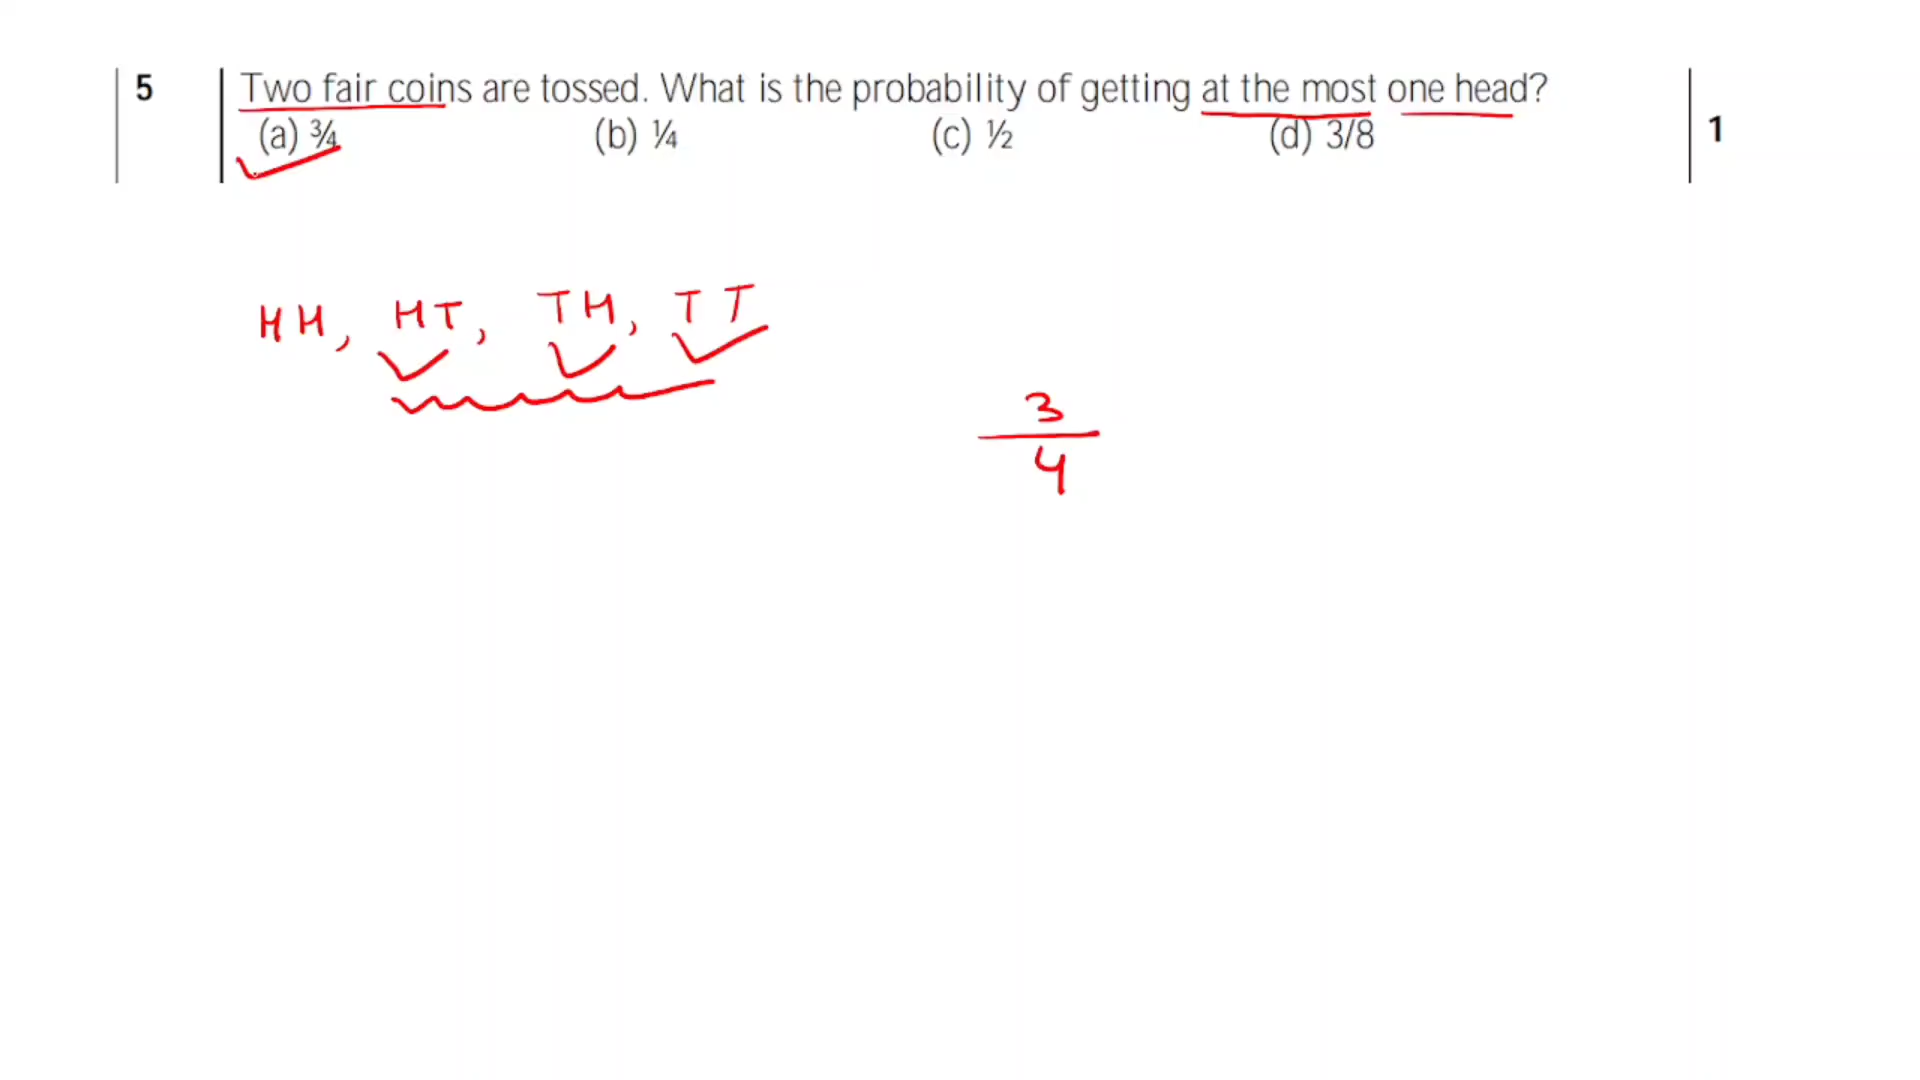 5 Two fair coins are tossed. What is the probability of getting at the most one head?
(a) ¾ (b) ¼ (c) ½ (d) 3/8 1
HH, HT, TH, TT
3
4